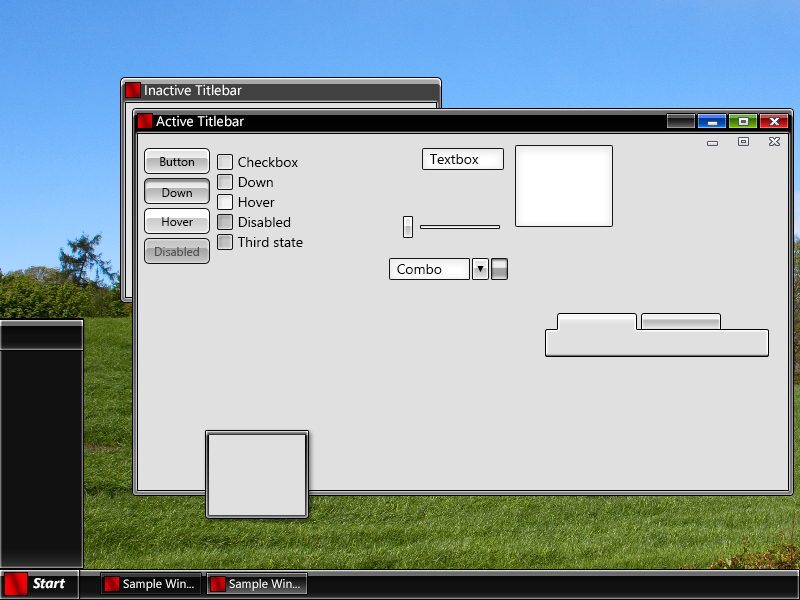 Inactive Titlebar
Active Titlebar
Button
Down
Hover
Disabled
Checkbox
Down
Hover
Disabled
Third state
Textbox
Combo
Start
Sample Win...
Sample Win...